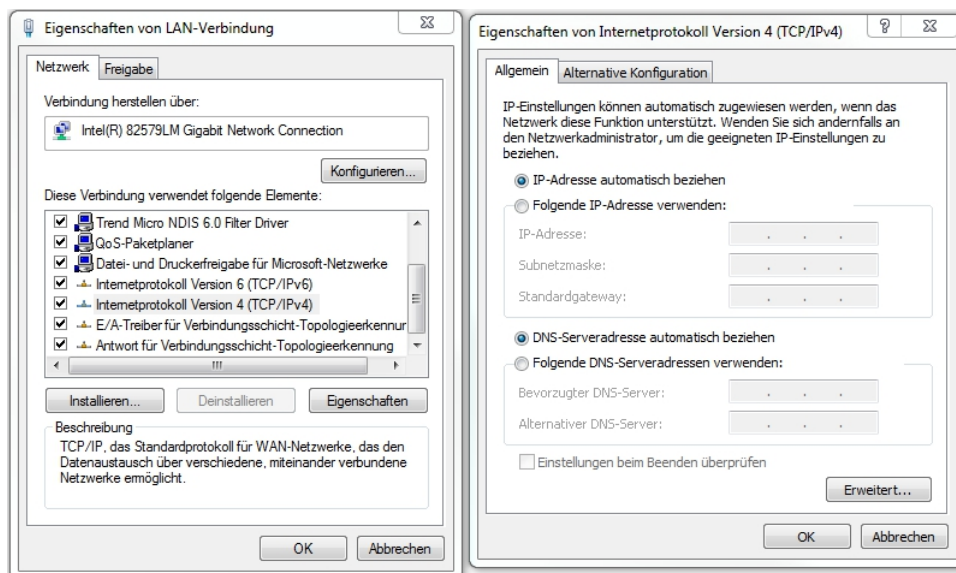 Eigenschaften von LAN-Verbindung
Netzwerk
Freigabe
Verbindung herstellen über:
Intel(R) 82579LM Gigabit Network Connection
Konfigurieren...
Diese Verbindung verwendet folgende Elemente:
Trend Micro NDIS 6.0 Filter Driver
QoS-Paketplaner
Datei- und Druckerfreigabe für Microsoft-Netzwerke
Internetprotokoll Version 6 (TCP/IPv6)
Internetprotokoll Version 4 (TCP/IPv4)
E/A-Treiber für Verbindungsschicht-Topologieerkennur
Antwort für Verbindungsschicht-Topologieerkennung
Installieren...
Deinstallieren
Eigenschaften
Beschreibung
TCP/IP, das Standardprotokoll für WAN-Netzwerke, das den
Datenaustausch über verschiedene, miteinander verbundene
Netzwerke ermöglicht.
OK
Abbrechen
Eigenschaften von Internetprotokoll Version 4 (TCP/IPv4)
Allgemein
Alternative Konfiguration
IP-Einstellungen können automatisch zugewiesen werden, wenn das
Netzwerk diese Funktion unterstützt. Wenden Sie sich andernfalls an
den Netzwerkadministrator, um die geeigneten IP-Einstellungen zu
beziehen.
IP-Adresse automatisch beziehen
Folgende IP-Adresse verwenden:
IP-Adresse:
Subnetzmaske:
Standardgateway:
DNS-Serveradresse automatisch beziehen
Folgende DNS-Serveradressen verwenden:
Bevorzugter DNS-Server:
Alternativer DNS-Server:
Einstellungen beim Beenden überprüfen
Erweitert...
OK
Abbrechen